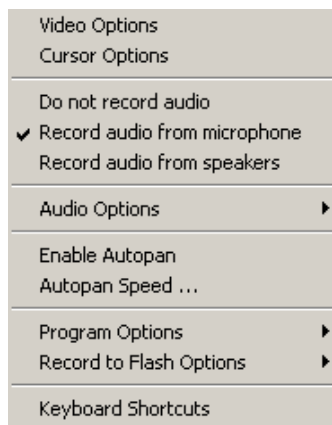 Video Options
Cursor Options
Do not record audio
Record audio from microphone
Record audio from speakers
Audio Options
Enable Autopan
Autopan Speed ...
Program Options
Record to Flash Options
Keyboard Shortcuts